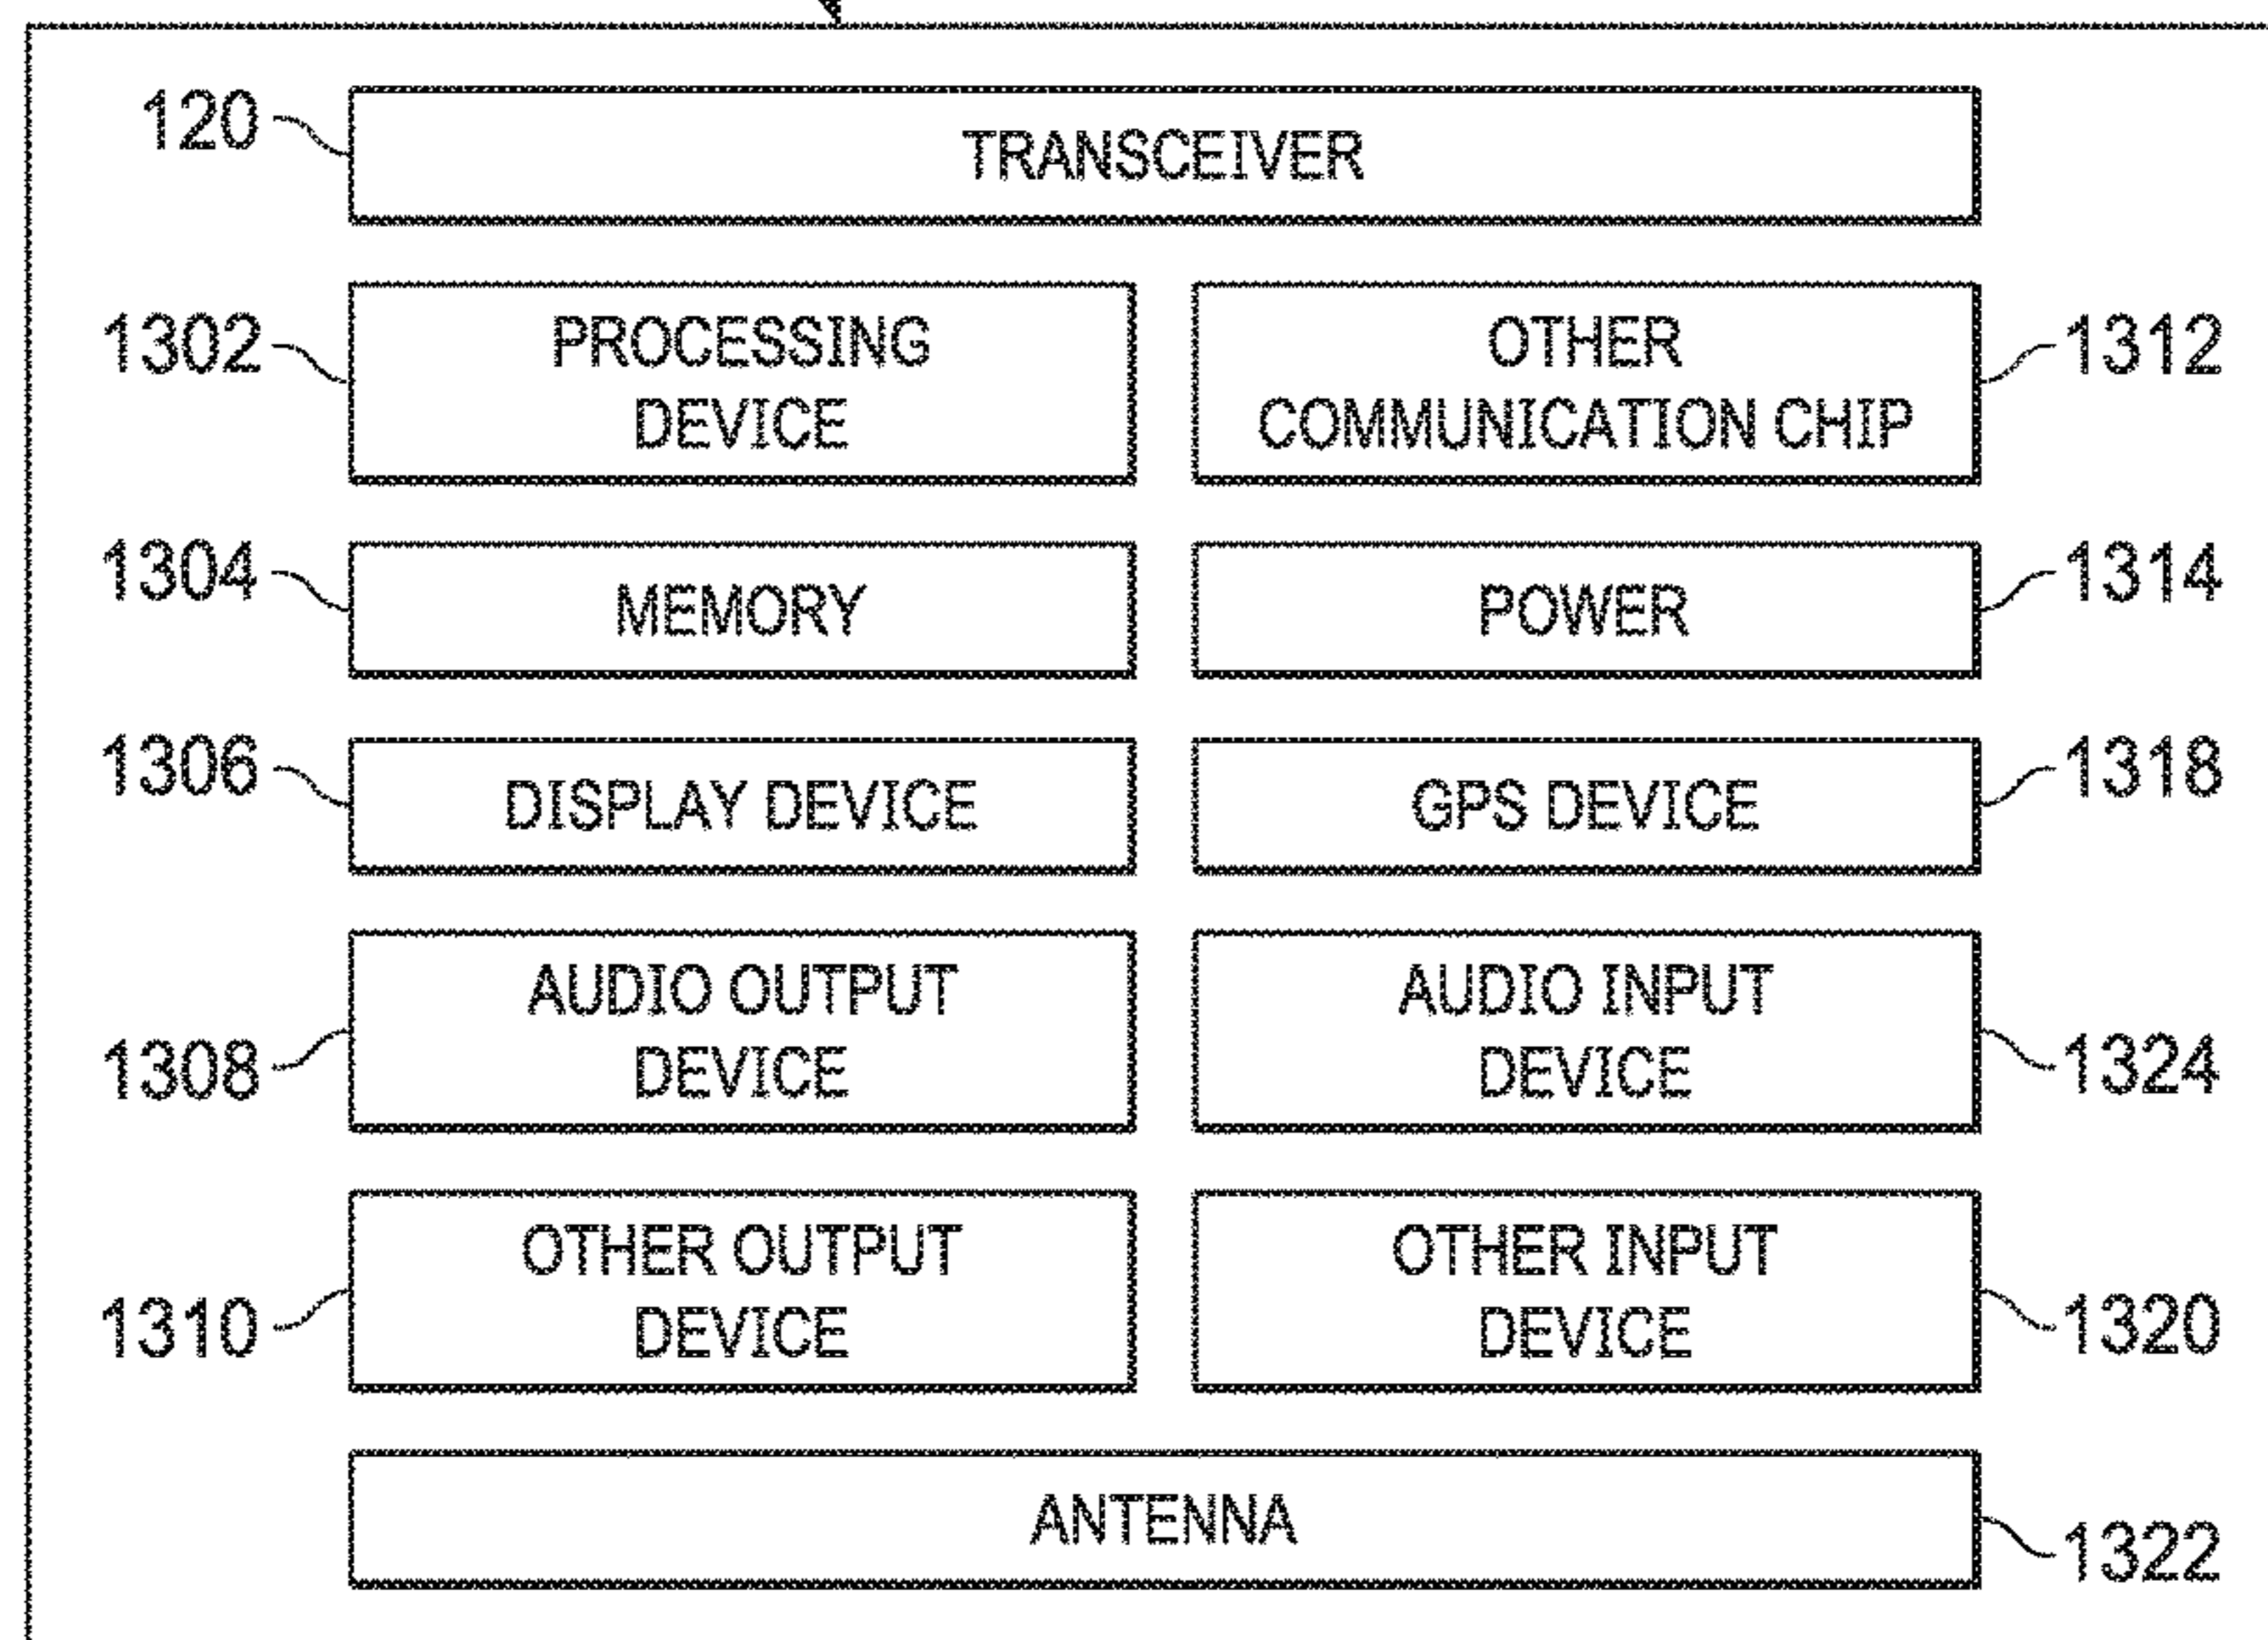 120
TRANSCEIVER
1302
PROCESSING
DEVICE
OTHER
COMMUNICATION CHIP
1312
1304
MEMORY
POWER
1314
1306
DISPLAY DEVICE
GPS DEVICE
1318
AUDIO OUTPUT
DEVICE
1308
AUDIO INPUT
DEVICE
1324
OTHER OUTPUT
DEVICE
1310
OTHER INPUT
DEVICE
1320
ANTENNA
1322